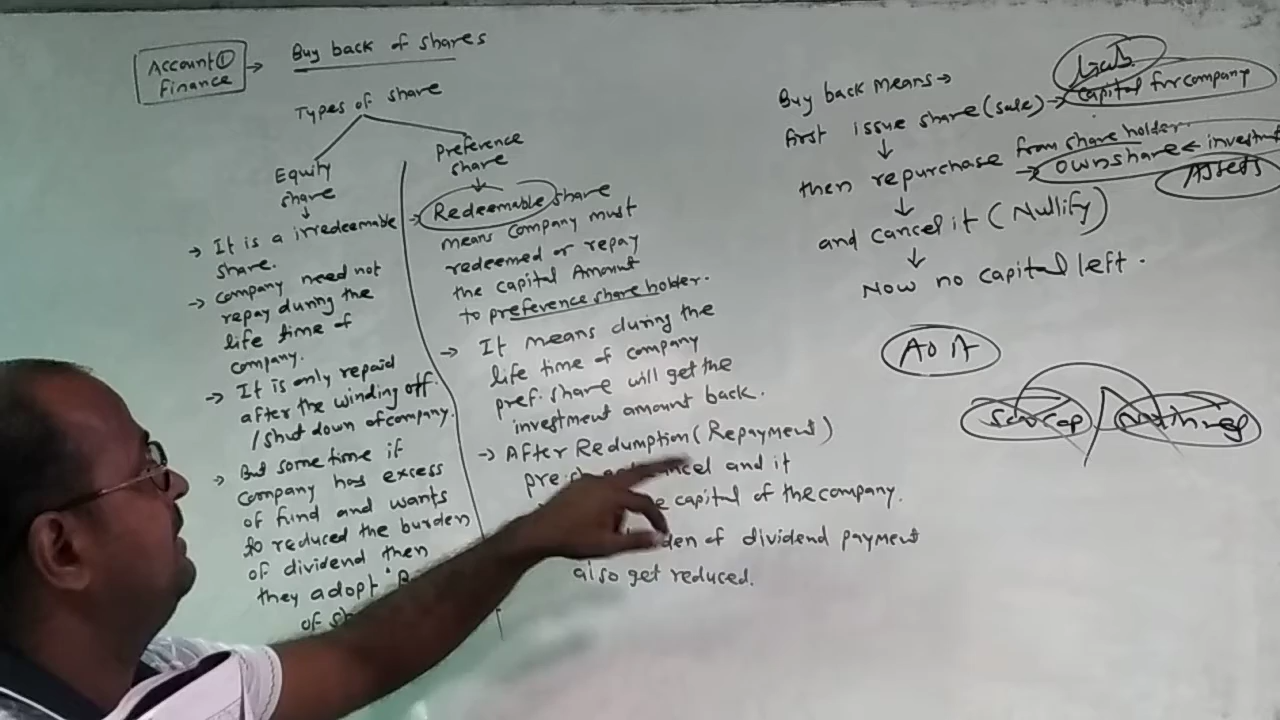 Account ①
Finance
→ Buy back of shares
Types of share
Equity
share
→ It is a irredeemable
share.
→ Company need not
repay during the
life time of
company.
→ It is only repaid
after the winding off.
/ shut down of company.
→ But some time if
Company has excess
of fund and wants
to reduced the burden
of dividend then
they adopt
of
Preference
share
→ Redeemable share
means Company must
redeemed or repay
the capital Amount
to preference share holder.
→ It means during the
life time of company
pref. share will get the
investment amount back.
→ After Redumption (Repayment)
pre. and it
capital of the company.
of dividend payment
also get reduced.
Buy back means →
first issue share (sale) → capital for company
↓
then repurchase from share holder
→ own share ← investment
Assets
↓
and cancel it (Nullify)
↓
Now no capital left.
AOA